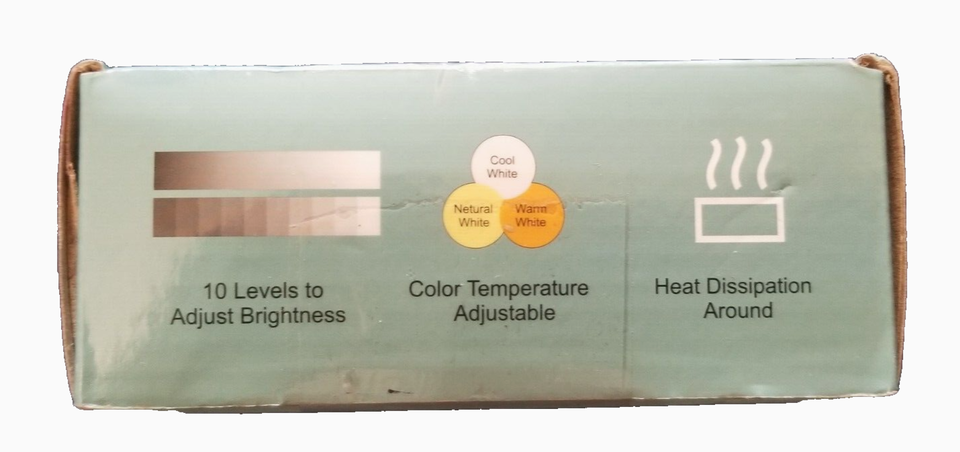 10 Levels to
Adjust Brightness
Cool
White
Netural
White
Warm
White
Color Temperature
Adjustable
Heat Dissipation
Around